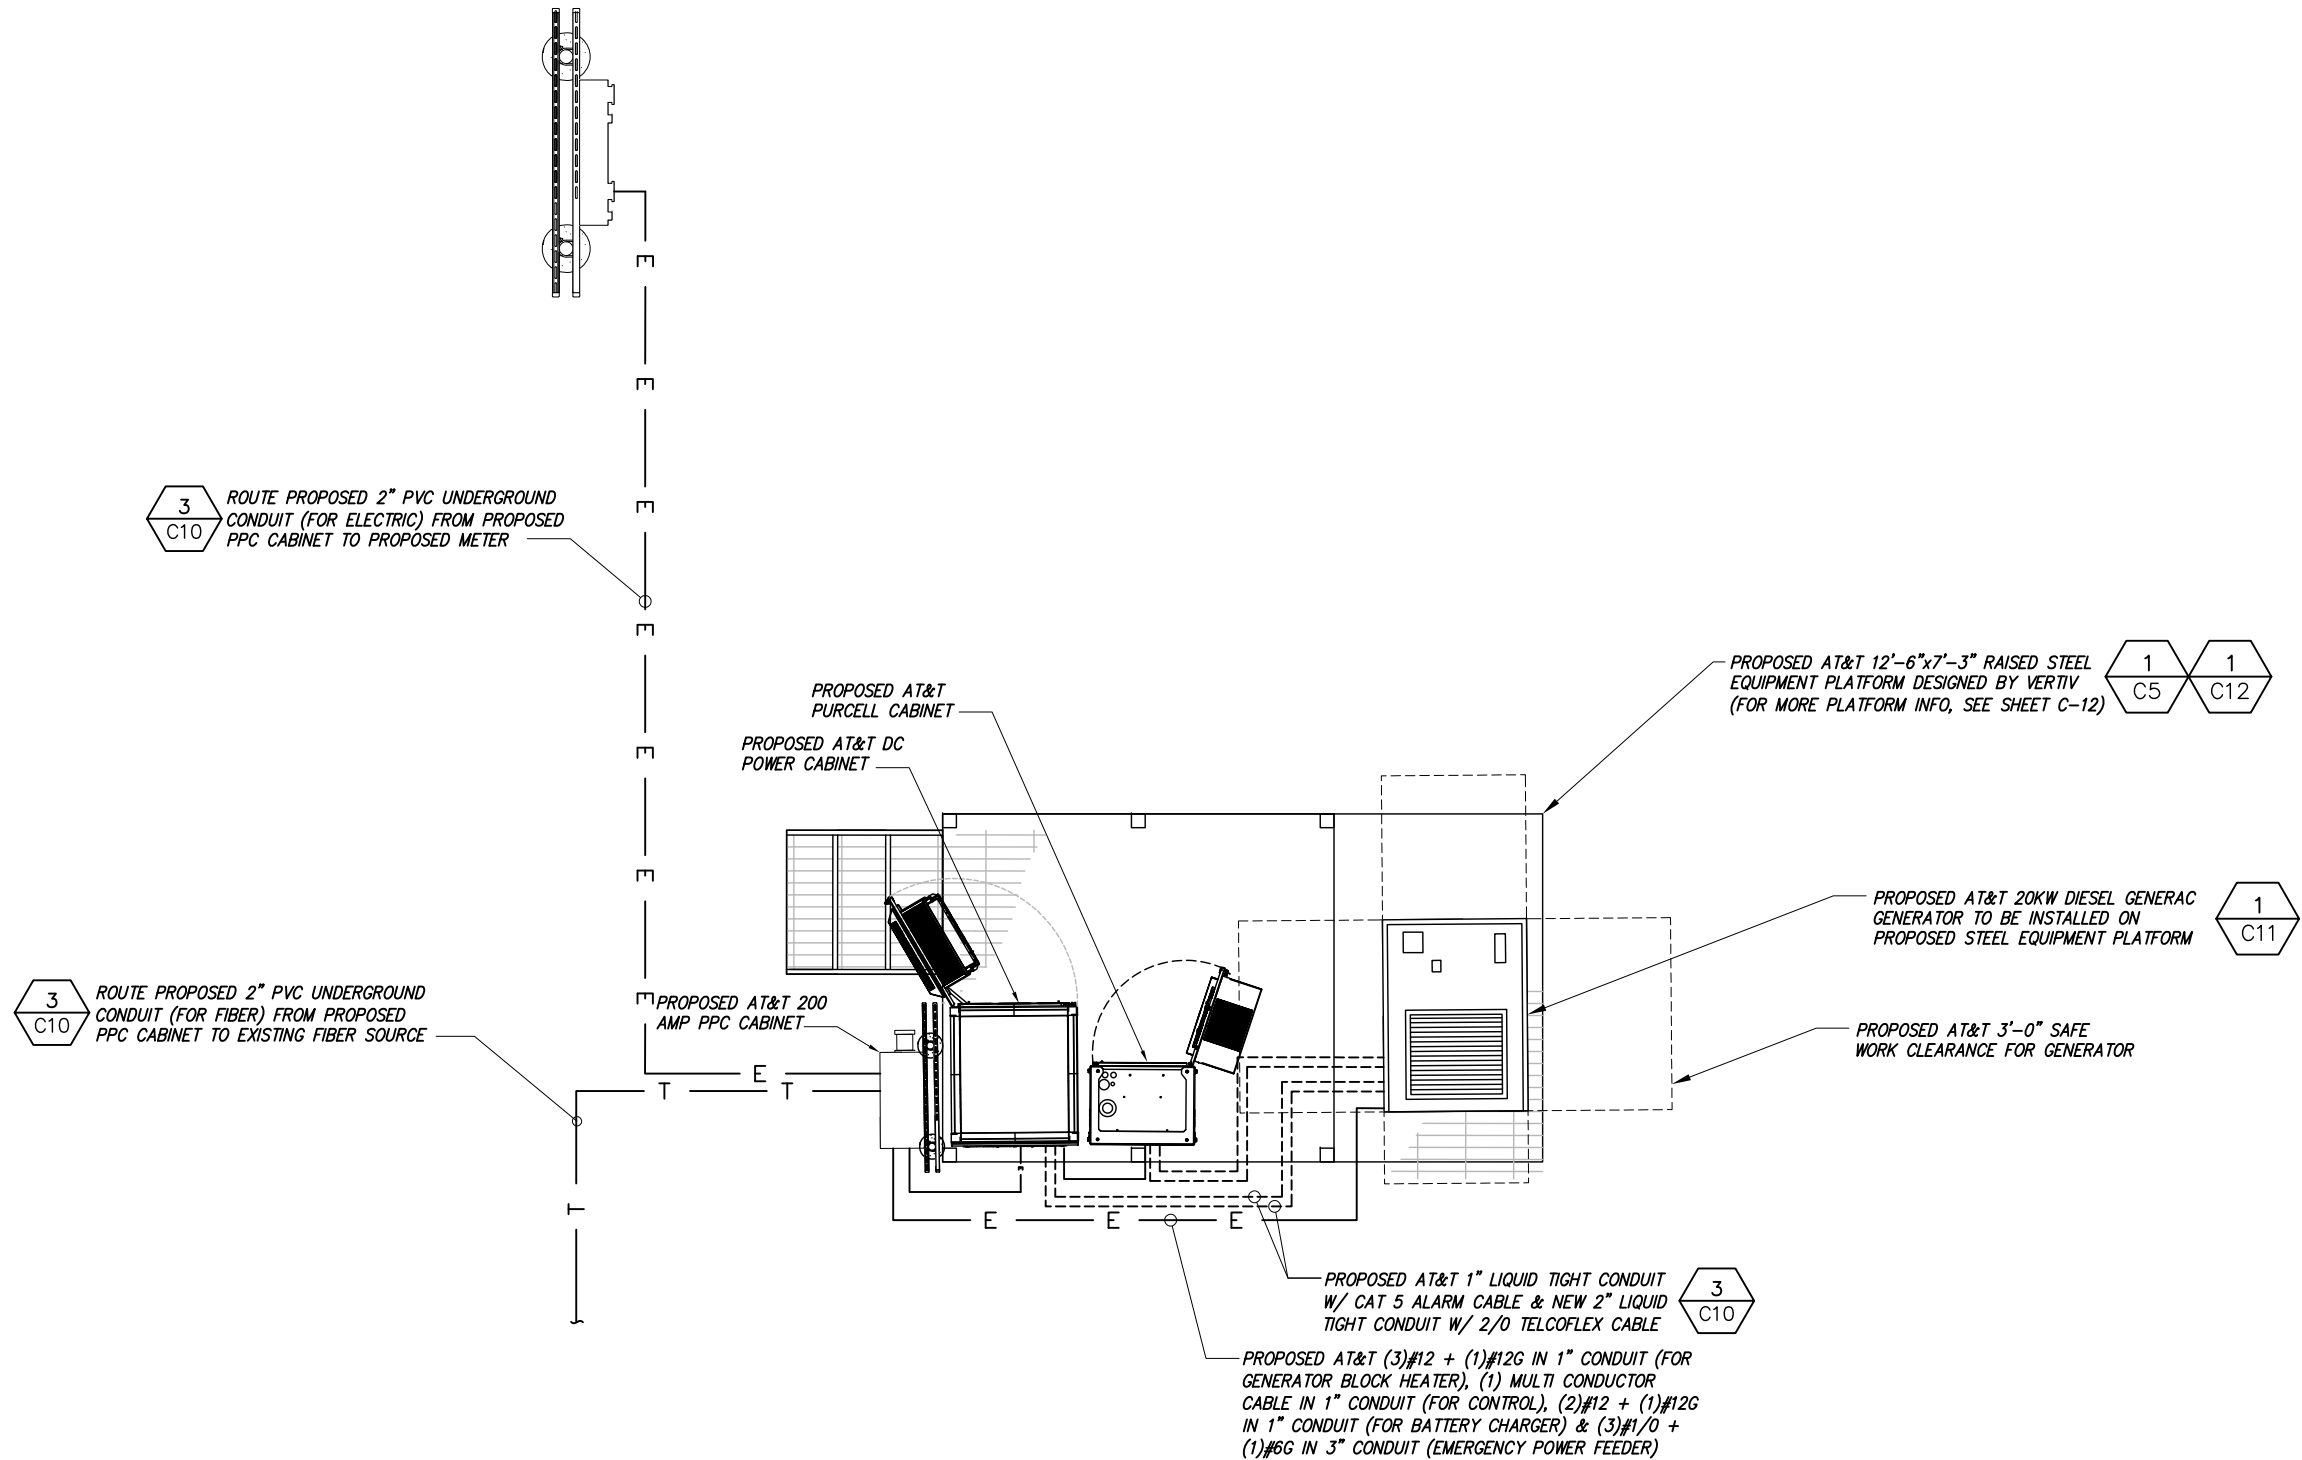 3
C10
ROUTE PROPOSED 2" PVC UNDERGROUND
CONDUIT (FOR ELECTRIC) FROM PROPOSED
PPC CABINET TO PROPOSED METER
E
E
E
E
E
E
E
PROPOSED AT&T
PURCELL CABINET
PROPOSED AT&T DC
POWER CABINET
PROPOSED AT&T 12'-6"x7'-3" RAISED STEEL
EQUIPMENT PLATFORM DESIGNED BY VERTIV
(FOR MORE PLATFORM INFO, SEE SHEET C-12)
1
C5
1
C12
PROPOSED AT&T 20KW DIESEL GENERAC
GENERATOR TO BE INSTALLED ON
PROPOSED STEEL EQUIPMENT PLATFORM
1
C11
3
C10
ROUTE PROPOSED 2" PVC UNDERGROUND
CONDUIT (FOR FIBER) FROM PROPOSED
PPC CABINET TO EXISTING FIBER SOURCE
PROPOSED AT&T 200
AMP PPC CABINET
PROPOSED AT&T 3'-0" SAFE
WORK CLEARANCE FOR GENERATOR
E
T T
T
E E E
PROPOSED AT&T 1" LIQUID TIGHT CONDUIT
W/ CAT 5 ALARM CABLE & NEW 2" LIQUID
TIGHT CONDUIT W/ 2/0 TELCOFLEX CABLE
3
C10
PROPOSED AT&T (3)#12 + (1)#12G IN 1" CONDUIT (FOR
GENERATOR BLOCK HEATER), (1) MULTI CONDUCTOR
CABLE IN 1" CONDUIT (FOR CONTROL), (2)#12 + (1)#12G
IN 1" CONDUIT (FOR BATTERY CHARGER) & (3)#1/0 +
(1)#6G IN 3" CONDUIT (EMERGENCY POWER FEEDER)